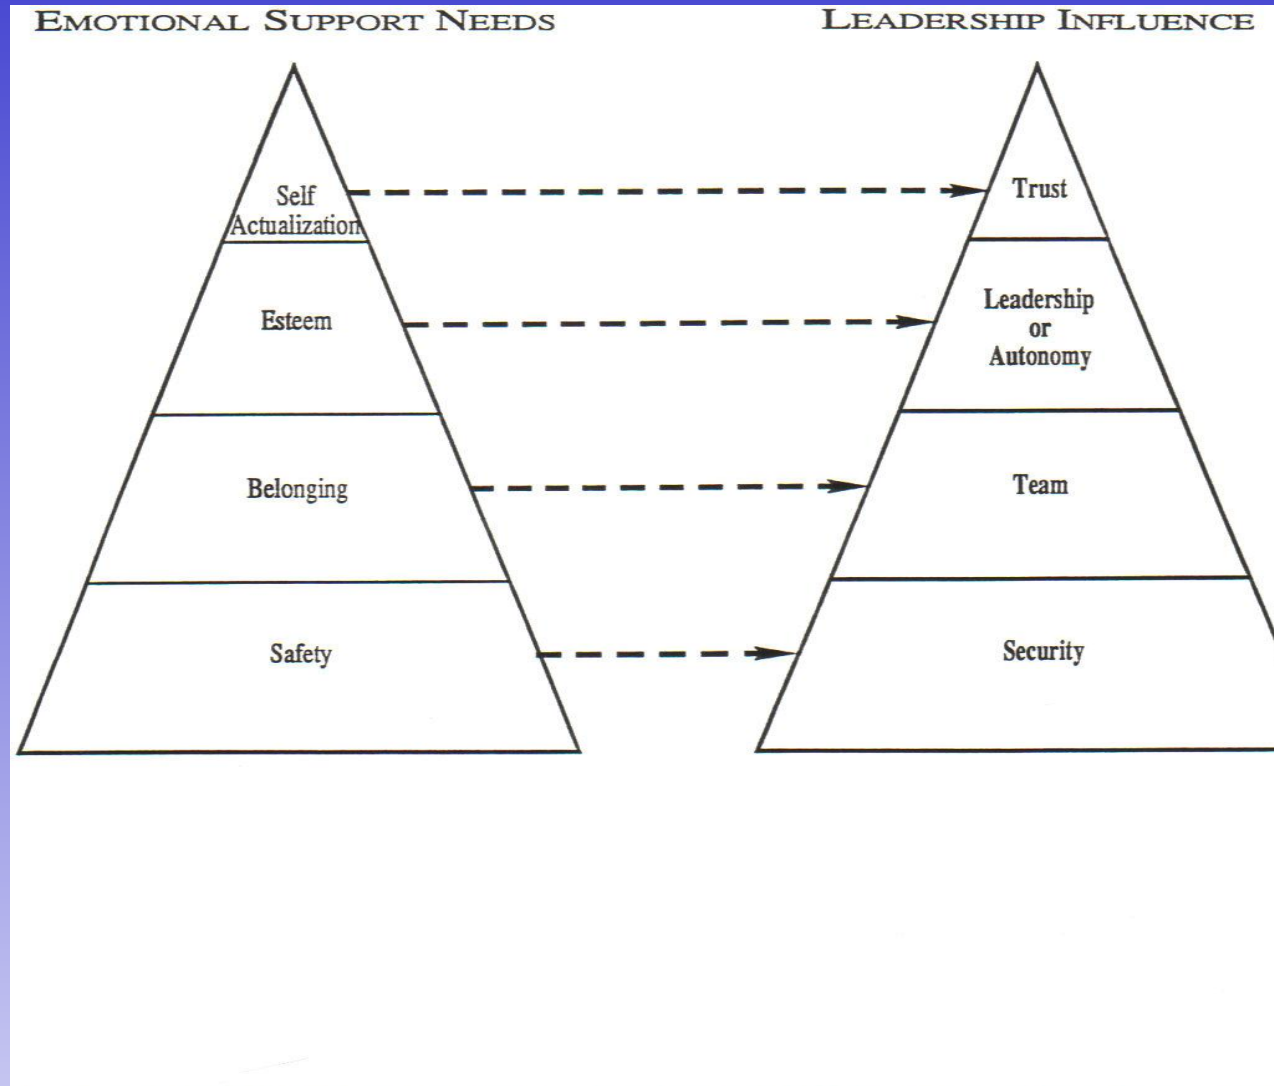 EMOTIONAL SUPPORT NEEDS
LEADERSHIP INFLUENCE
Self
Actualization
Trust
Esteem
Leadership
or
Autonomy
Belonging
Team
Safety
Security